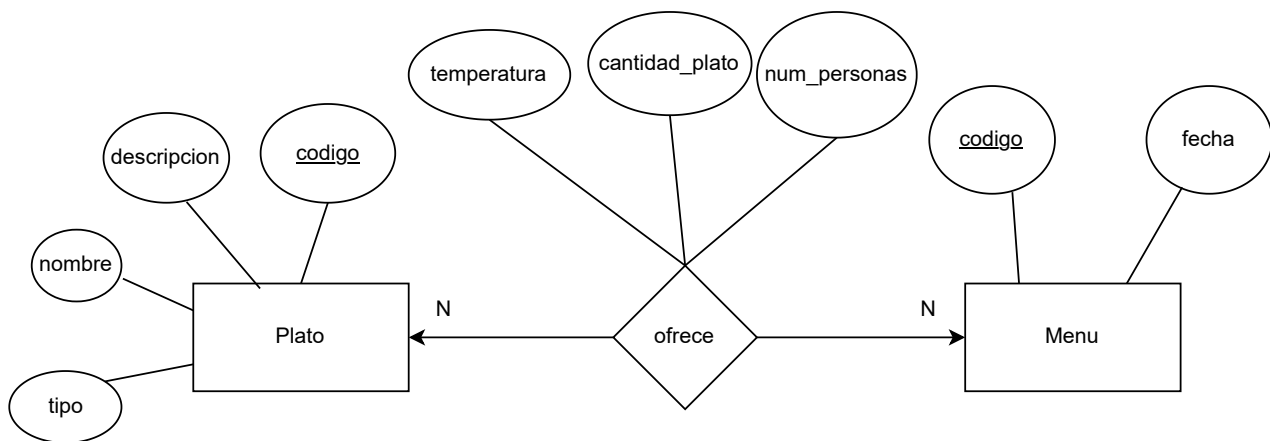 temperatura
cantidad_plato
num_personas
descripcion
codigo
codigo
fecha
nombre
N
N
Plato
ofrece
Menu
tipo